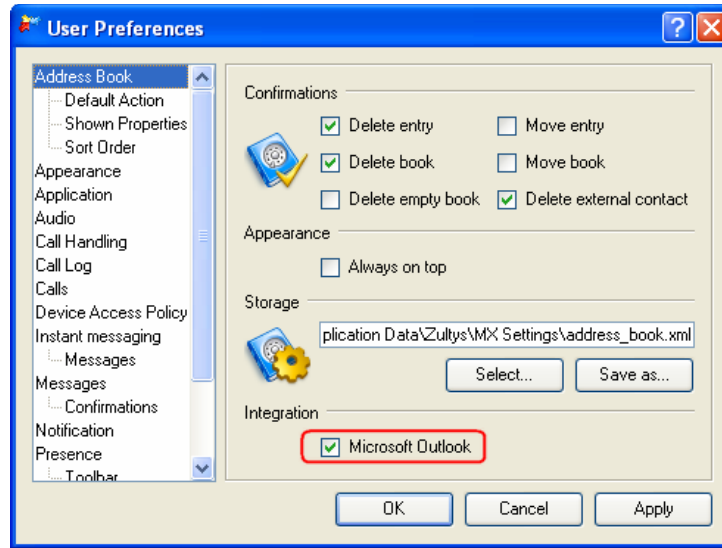 User Preferences
Address Book
Default Action
Shown Properties
Sort Order
Appearance
Application
Audio
Call Handling
Call Log
Calls
Device Access Policy
Instant messaging
Messages
Messages
Confirmations
Notification
Presence
Toolbar
Confirmations
Delete entry
Move entry
Delete book
Move book
Delete empty book
Delete external contact
Appearance
Always on top
Storage
plication Data\Zultys\MX Settings\address_book.xml
Select...
Save as...
Integration
Microsoft Outlook
OK
Cancel
Apply